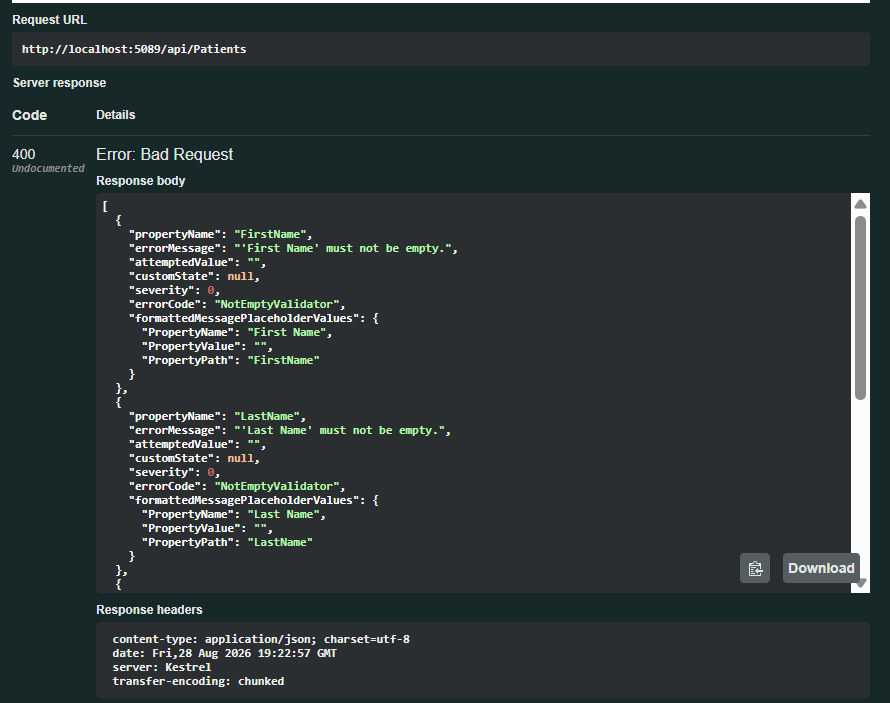 Request URL
http://localhost:5089/api/Patients
Server response
Code Details
400 Error: Bad Request
Undocumented
Response body
[
  {
    "propertyName": "FirstName",
    "errorMessage": "'First Name' must not be empty.",
    "attemptedValue": "",
    "customState": null,
    "severity": 0,
    "errorCode": "NotEmptyValidator",
    "formattedMessagePlaceholderValues": {
      "PropertyName": "First Name",
      "PropertyValue": "",
      "PropertyPath": "FirstName"
    }
  },
  {
    "propertyName": "LastName",
    "errorMessage": "'Last Name' must not be empty.",
    "attemptedValue": "",
    "customState": null,
    "severity": 0,
    "errorCode": "NotEmptyValidator",
    "formattedMessagePlaceholderValues": {
      "PropertyName": "Last Name",
      "PropertyValue": "",
      "PropertyPath": "LastName"
    }
  },
  {
Download
Response headers
content-type: application/json; charset=utf-8
date: Fri,28 Aug 2026 19:22:57 GMT
server: Kestrel
transfer-encoding: chunked